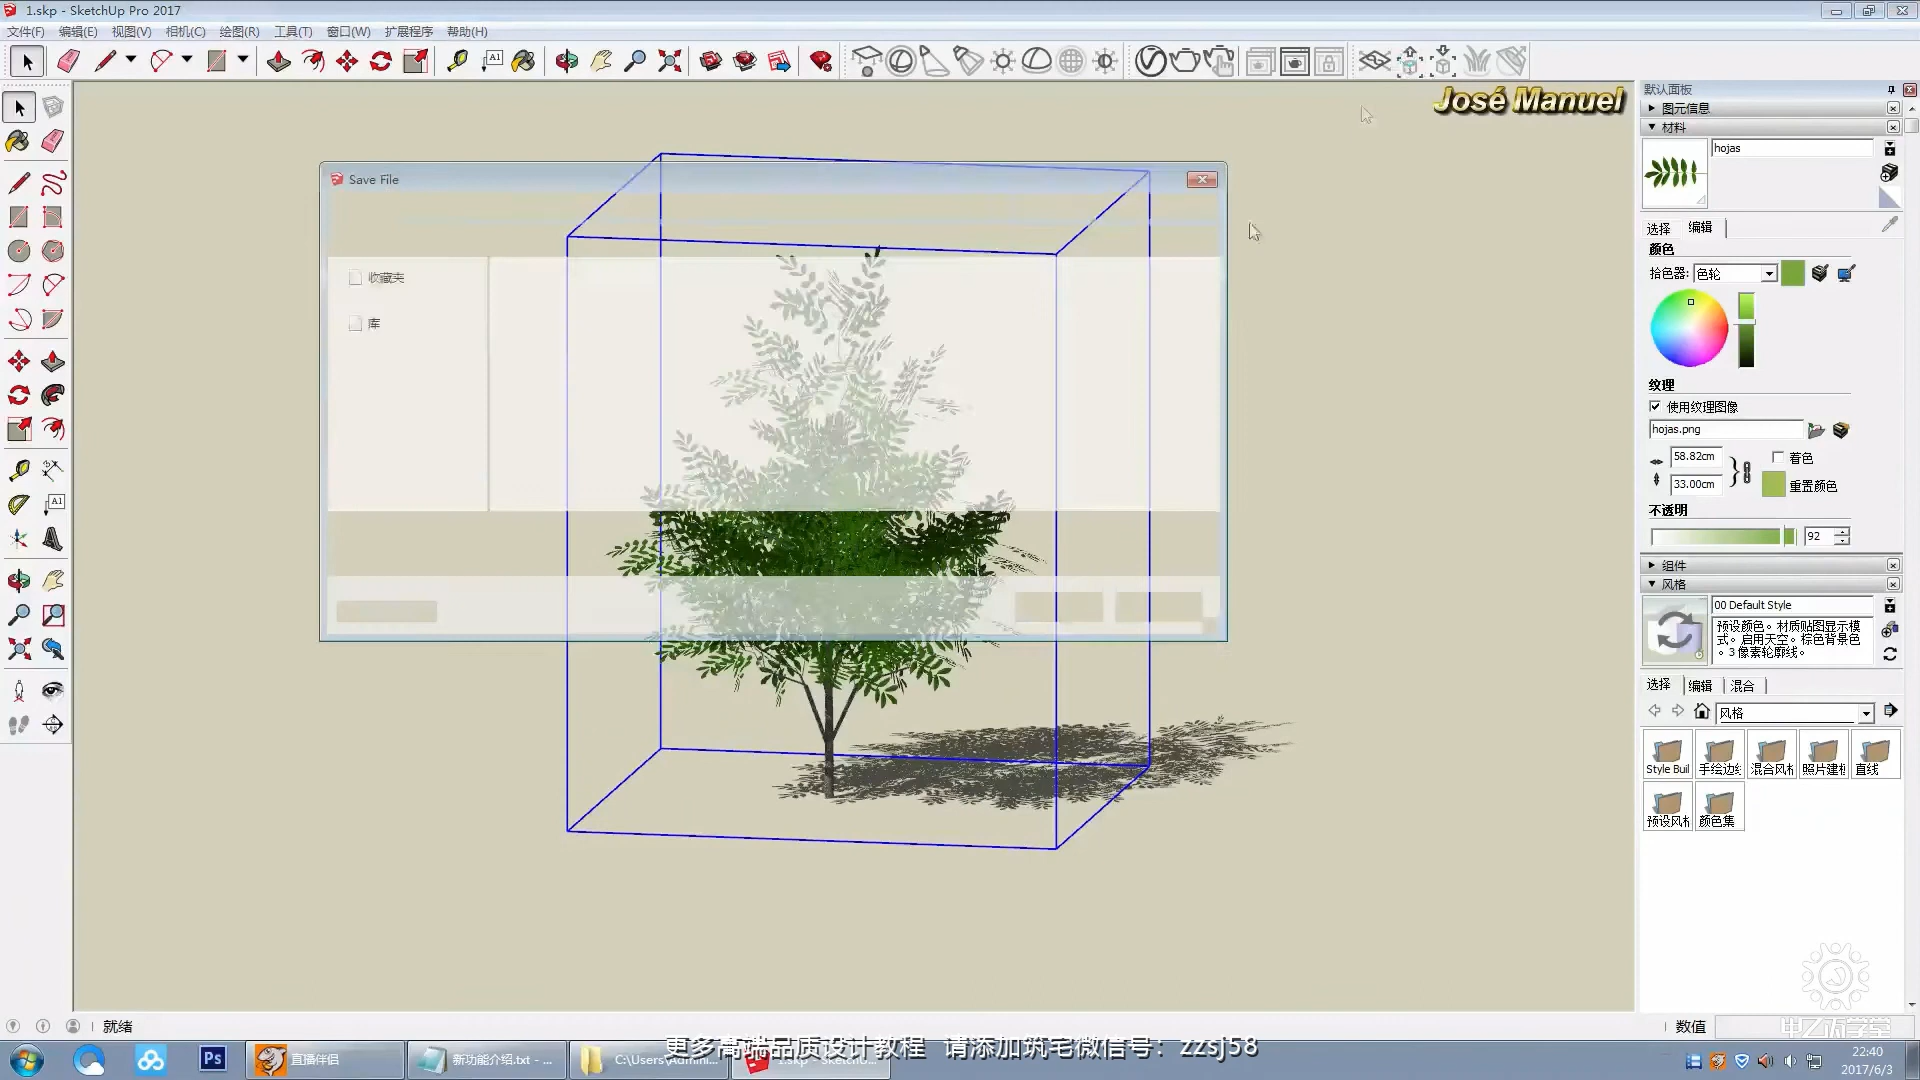 1.skp - SketchUp Pro 2017
文件(F) 编辑(E) 视图(V) 相机(C) 绘图(R) 工具(T) 窗口(W) 扩展程序 帮助(H)
A1
José Manuel
默认面板
图元信息
材料
hojas
选择 编辑
颜色
拾色器: 色轮
纹理
使用纹理图像
hojas.png
58.82cm
着色
33.00cm
重置颜色
不透明
92
组件
风格
00 Default Style
预设颜色。材质贴图显示模
式。启用天空。棕色背景色
。3 像素轮廓线。
选择 编辑 混合
风格
Style Buil 手绘边 混合风格 照片建模 直线
预设风格 颜色集
Save File
收藏夹
库
A1
就绪
数值
更多高端品质设计教程 请添加筑宅微信号：zzsj58
Ps
直播伴侣
新功能介绍.txt - ...
C:\Users\Admini...
1.skp - SketchU...
22:40
2017/6/3